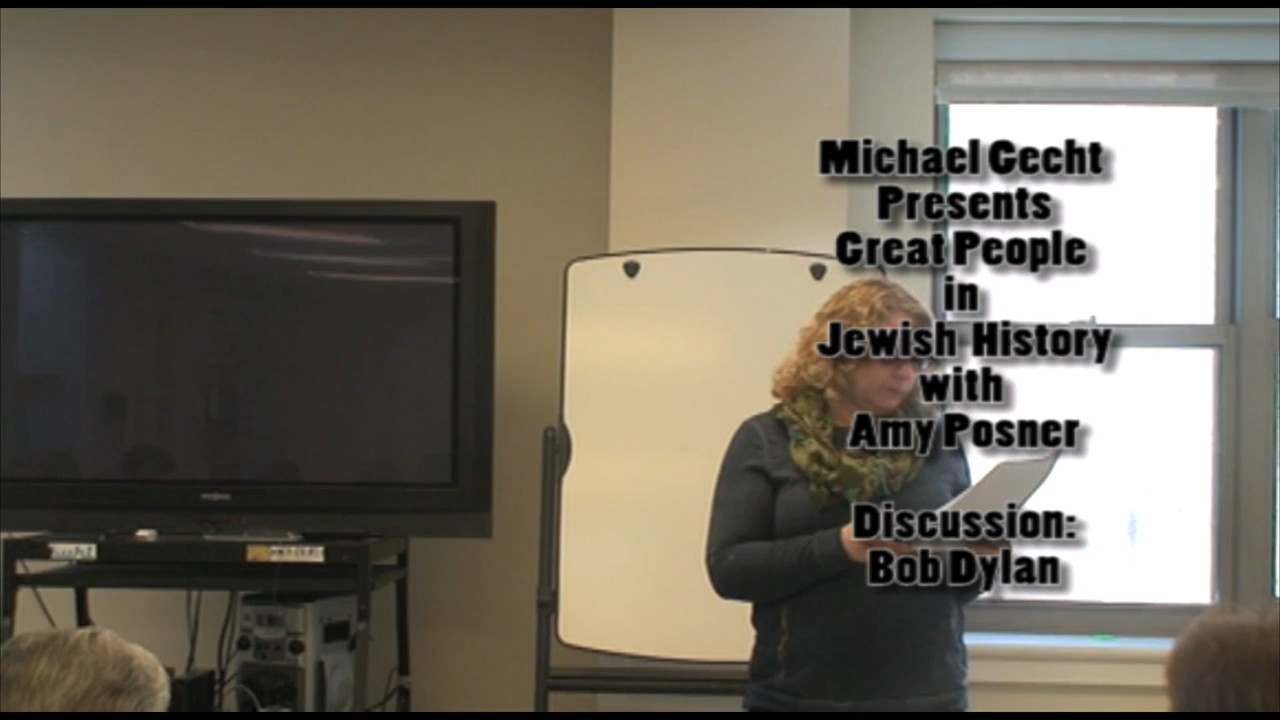 Michael Gecht
Presents
Great People
in
Jewish History
with
Amy Posner
Discussion:
Bob Dylan